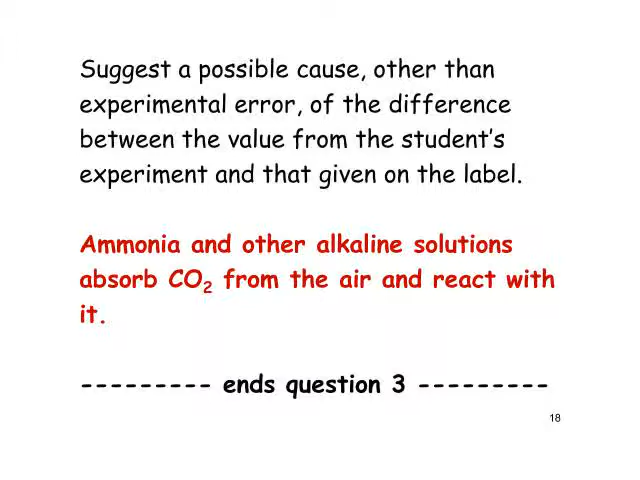 Suggest a possible cause, other than
experimental error, of the difference
between the value from the student's
experiment and that given on the label.
Ammonia and other alkaline solutions
absorb CO₂ from the air and react with
it.
--------- ends question 3 ---------
18